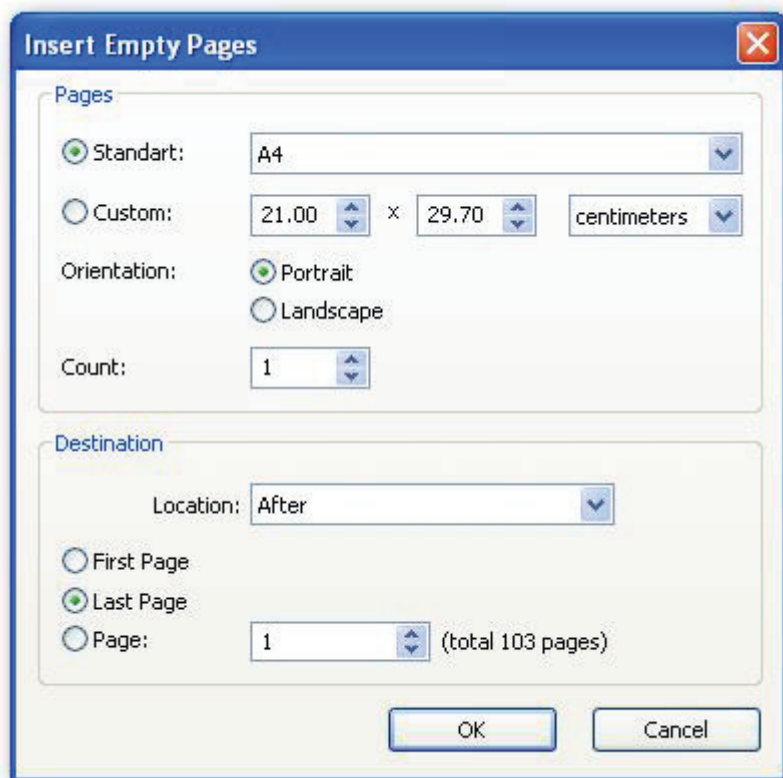 Insert Empty Pages
Pages
Standart: A4
Custom: 21.00 x 29.70 centimeters
Orientation: Portrait
Landscape
Count: 1
Destination
Location: After
First Page
Last Page
Page: 1 (total 103 pages)
OK Cancel